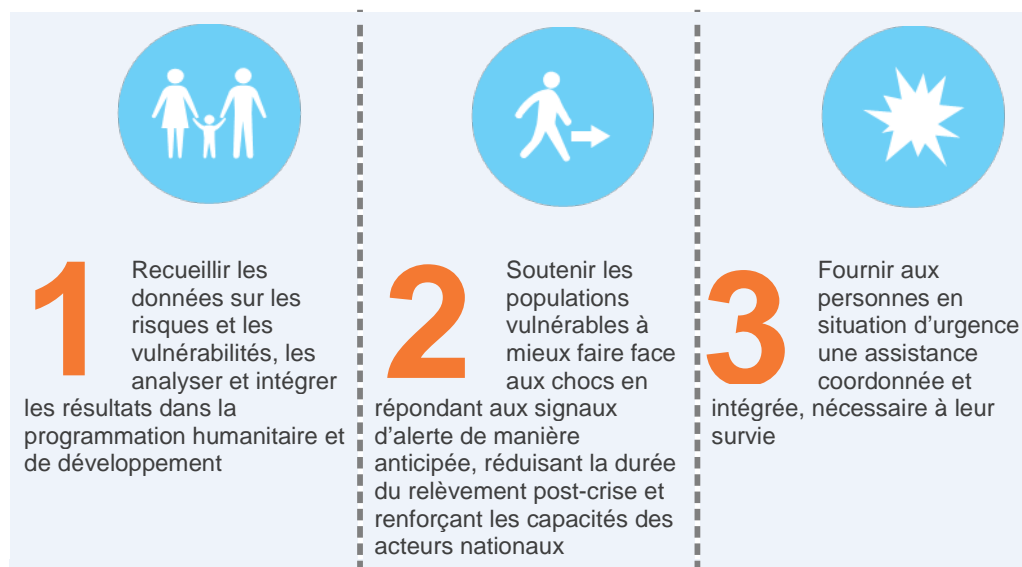 1
Recueillir les
données sur les
risques et les
vulnérabilités, les
analyser et intégrer
les résultats dans la
programmation humanitaire et
de développement
2
Soutenir les
populations
vulnérables à
mieux faire face
aux chocs en
répondant aux signaux
d’alerte de manière
anticipée, réduisant la durée
du relèvement post-crise et
renforçant les capacités des
acteurs nationaux
3
Fournir aux
personnes en
situation d’urgence
une assistance
coordonnée et
intégrée, nécessaire à leur
survie